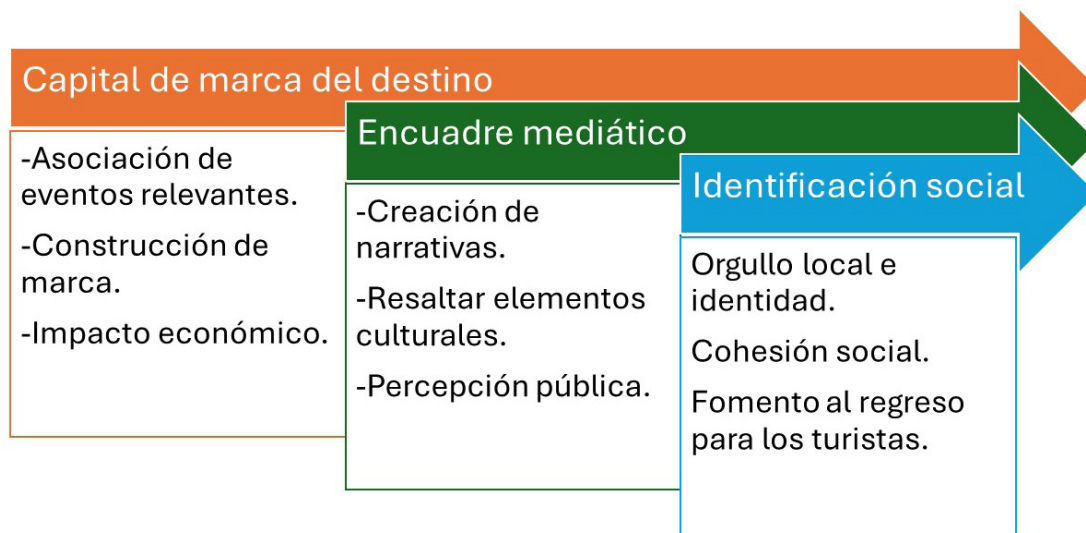 Capital de marca del destino
-Asociación de
eventos relevantes.
-Construcción de
marca.
-Impacto económico.
Encuadre mediático
-Creación de
narrativas.
-Resaltar elementos
culturales.
-Percepción pública.
Identificación social
Orgullo local e
identidad.
Cohesión social.
Fomento al regreso
para los turistas.